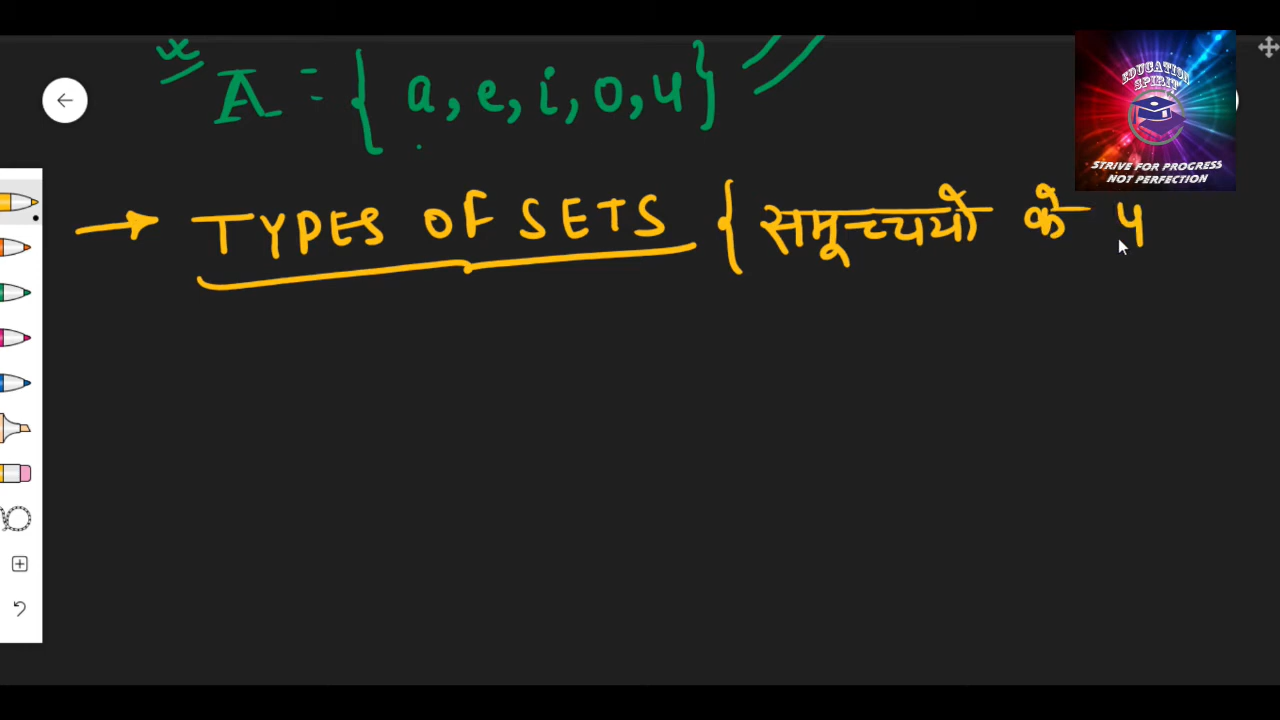 A = { a, e, i, o, u }
EDUCATION
SPIRIT
STRIVE FOR PROGRESS
NOT PERFECTION
→ TYPES OF SETS { समूच्चयो के प